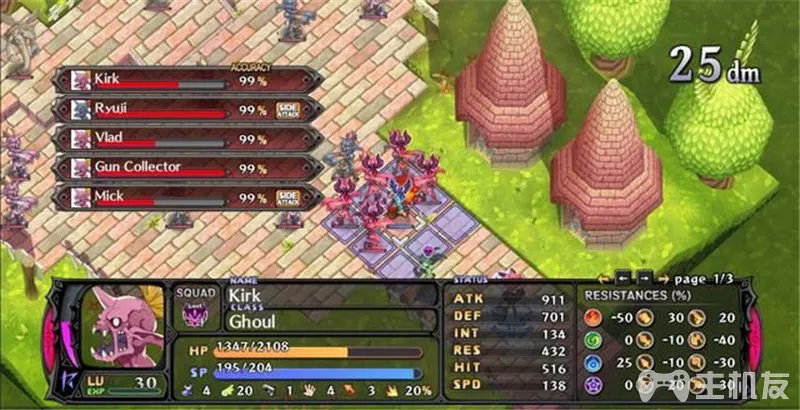 ACCURACY
Kirk 99%
Ryuji 99% SIDE ATTACK
Vlad 99%
Gun Collector 99%
Mick 99% SIDE ATTACK
25 dm
SQUAD
NAME
Kirk
CLASS
Ghoul
LV 30
EXP
HP 1347/2108
SP 195/204
4 20 1 4 3 20%
STATUS
ATK 911
DEF 701
INT 134
RES 432
HIT 516
SPD 138
page 1/3
RESISTANCES (%)
-50 30 20
0 -10 -40
25 -10 -30
0 -20 30
主机友